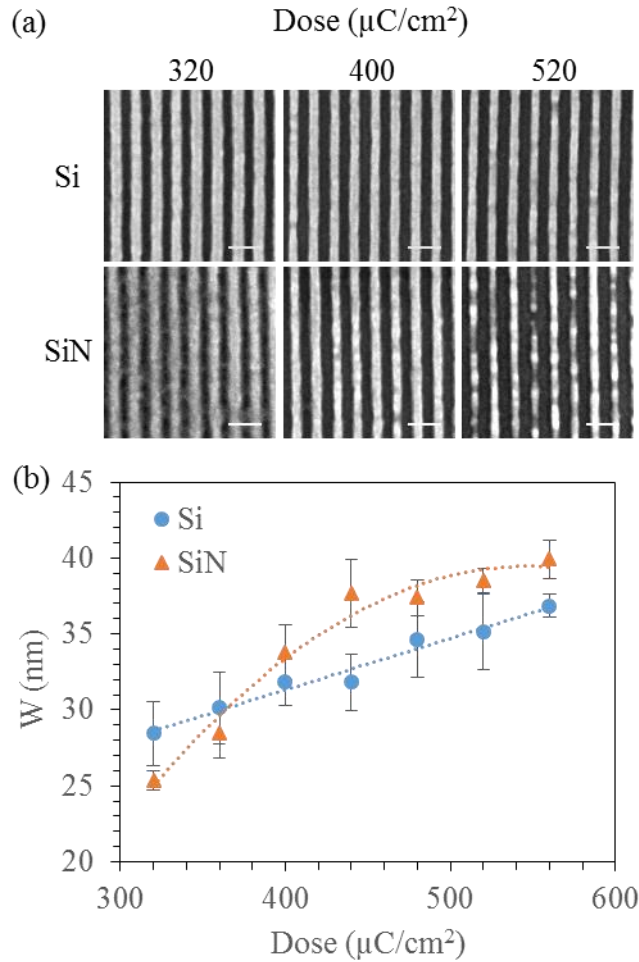 (a)
Dose (μC/cm²)
320 400 520
Si
SiN
(b)
45
40
35
30
25
20
W (nm)
Si
SiN
300 400 500 600
Dose (μC/cm²)